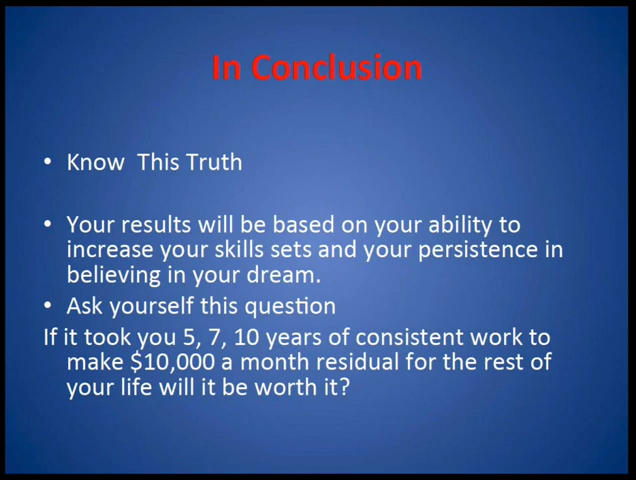 In Conclusion
• Know  This Truth
• Your results will be based on your ability to
increase your skills sets and your persistence in
believing in your dream.
• Ask yourself this question
If it took you 5, 7, 10 years of consistent work to
make $10,000 a month residual for the rest of
your life will it be worth it?